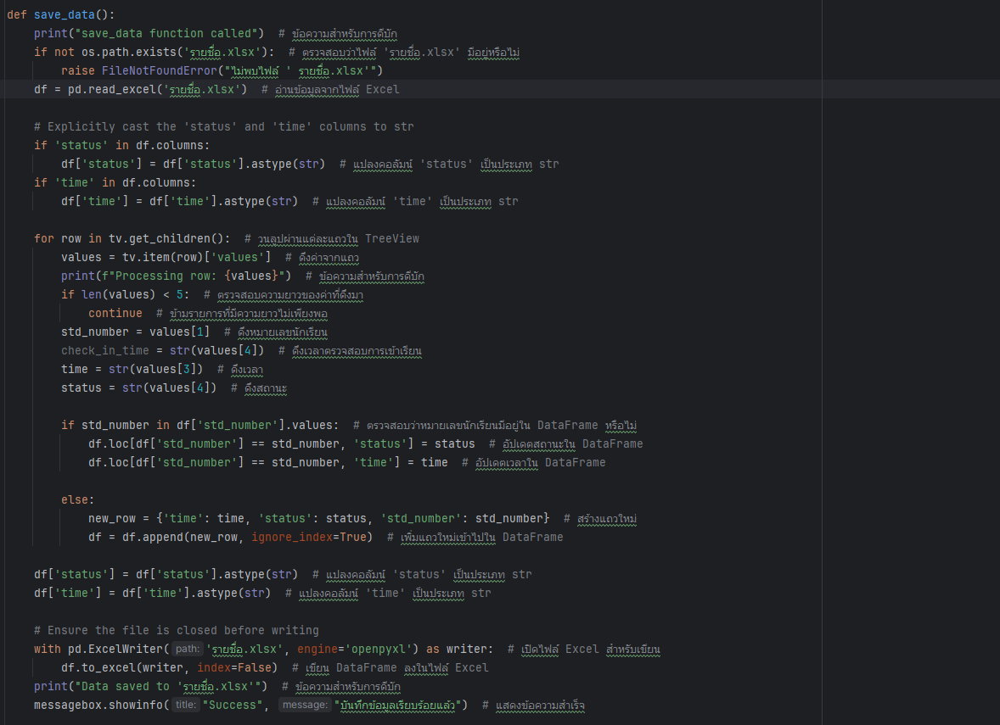 def save_data():
    print("save_data function called")  # ข้อความสำหรับการดีบัก
    if not os.path.exists('รายชื่อ.xlsx'):  # ตรวจสอบว่าไฟล์ 'รายชื่อ.xlsx' มีอยู่หรือไม่
        raise FileNotFoundError("ไม่พบไฟล์ ' รายชื่อ.xlsx'")
    df = pd.read_excel('รายชื่อ.xlsx')  # อ่านข้อมูลจากไฟล์ Excel

    # Explicitly cast the 'status' and 'time' columns to str
    if 'status' in df.columns:
        df['status'] = df['status'].astype(str)  # แปลงคอลัมน์ 'status' เป็นประเภท str
    if 'time' in df.columns:
        df['time'] = df['time'].astype(str)  # แปลงคอลัมน์ 'time' เป็นประเภท str

    for row in tv.get_children():  # วนลูปผ่านแต่ละแถวใน TreeView
        values = tv.item(row)['values']  # ดึงค่าจากแถว
        print(f"Processing row: {values}")  # ข้อความสำหรับการดีบัก
        if len(values) < 5:  # ตรวจสอบความยาวของค่าที่ดึงมา
            continue  # ข้ามรายการที่มีความยาวไม่เพียงพอ
        std_number = values[1]  # ดึงหมายเลขนักเรียน
        check_in_time = str(values[4])  # ดึงเวลาตรวจสอบการเข้าเรียน
        time = str(values[3])  # ดึงเวลา
        status = str(values[4])  # ดึงสถานะ

        if std_number in df['std_number'].values:  # ตรวจสอบว่าหมายเลขนักเรียนมีอยู่ใน DataFrame หรือไม่
            df.loc[df['std_number'] == std_number, 'status'] = status  # อัปเดตสถานะใน DataFrame
            df.loc[df['std_number'] == std_number, 'time'] = time  # อัปเดตเวลาใน DataFrame

        else:
            new_row = {'time': time, 'status': status, 'std_number': std_number}  # สร้างแถวใหม่
            df = df.append(new_row, ignore_index=True)  # เพิ่มแถวใหม่เข้าไปใน DataFrame

    df['status'] = df['status'].astype(str)  # แปลงคอลัมน์ 'status' เป็นประเภท str
    df['time'] = df['time'].astype(str)  # แปลงคอลัมน์ 'time' เป็นประเภท str

    # Ensure the file is closed before writing
    with pd.ExcelWriter( path: 'รายชื่อ.xlsx', engine='openpyxl') as writer:  # เปิดไฟล์ Excel สำหรับเขียน
        df.to_excel(writer, index=False)  # เขียน DataFrame ลงในไฟล์ Excel
    print("Data saved to 'รายชื่อ.xlsx'")  # ข้อความสำหรับการดีบัก
    messagebox.showinfo( title: "Success",  message: "บันทึกข้อมูลเรียบร้อยแล้ว")  # แสดงข้อความสำเร็จ